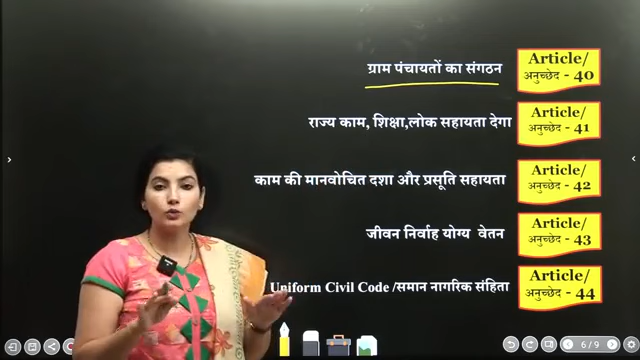 ग्राम पंचायतों का संगठन Article/
अनुच्छेद - 40
राज्य काम, शिक्षा,लोक सहायता देगा Article/
अनुच्छेद - 41
काम की मानवोचित दशा और प्रसूति सहायता Article/
अनुच्छेद - 42
जीवन निर्वाह योग्य वेतन Article/
अनुच्छेद - 43
Uniform Civil Code /समान नागरिक संहिता Article/
अनुच्छेद - 44
6 / 9